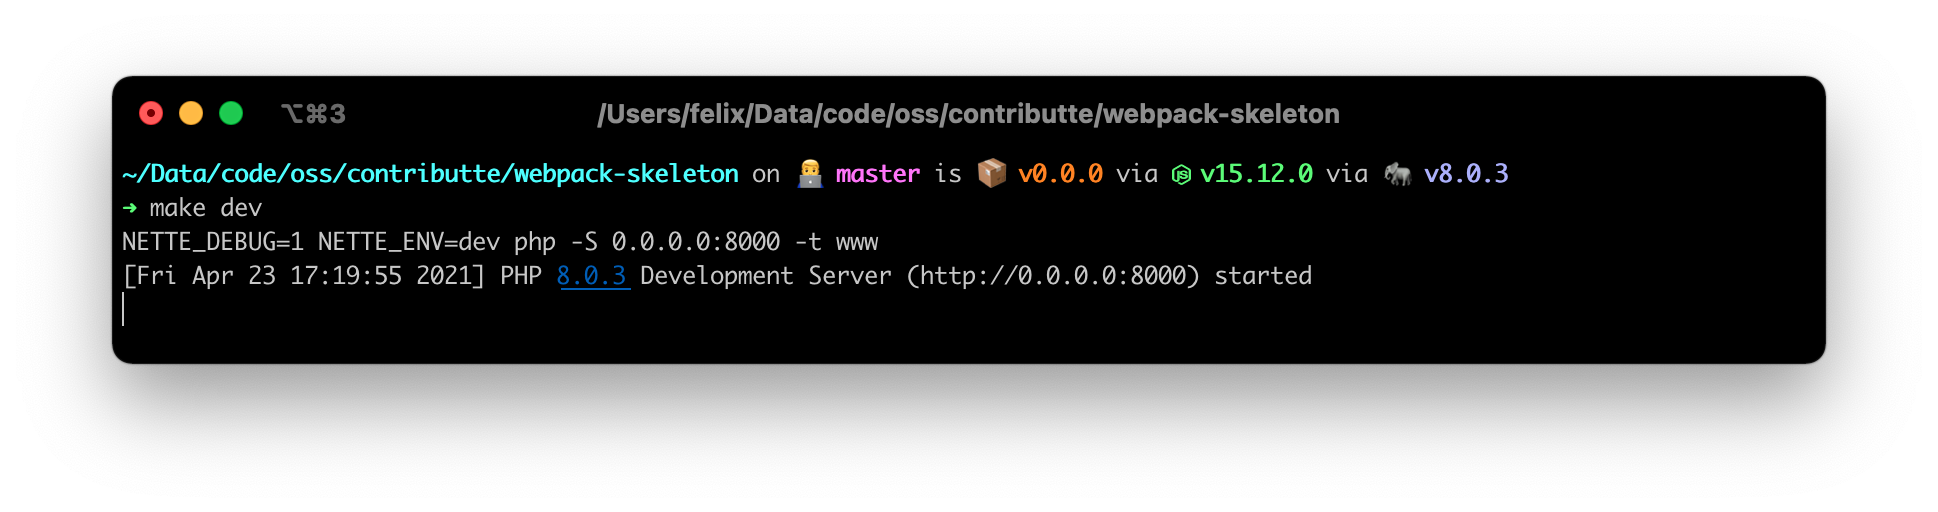 ⌥⌘3 /Users/felix/Data/code/oss/contributte/webpack-skeleton
~/Data/code/oss/contributte/webpack-skeleton on 👨‍💻 master is 📦 v0.0.0 via JS v15.12.0 via 🐘 v8.0.3
➜ make dev
NETTE_DEBUG=1 NETTE_ENV=dev php -S 0.0.0.0:8000 -t www
[Fri Apr 23 17:19:55 2021] PHP 8.0.3 Development Server (http://0.0.0.0:8000) started